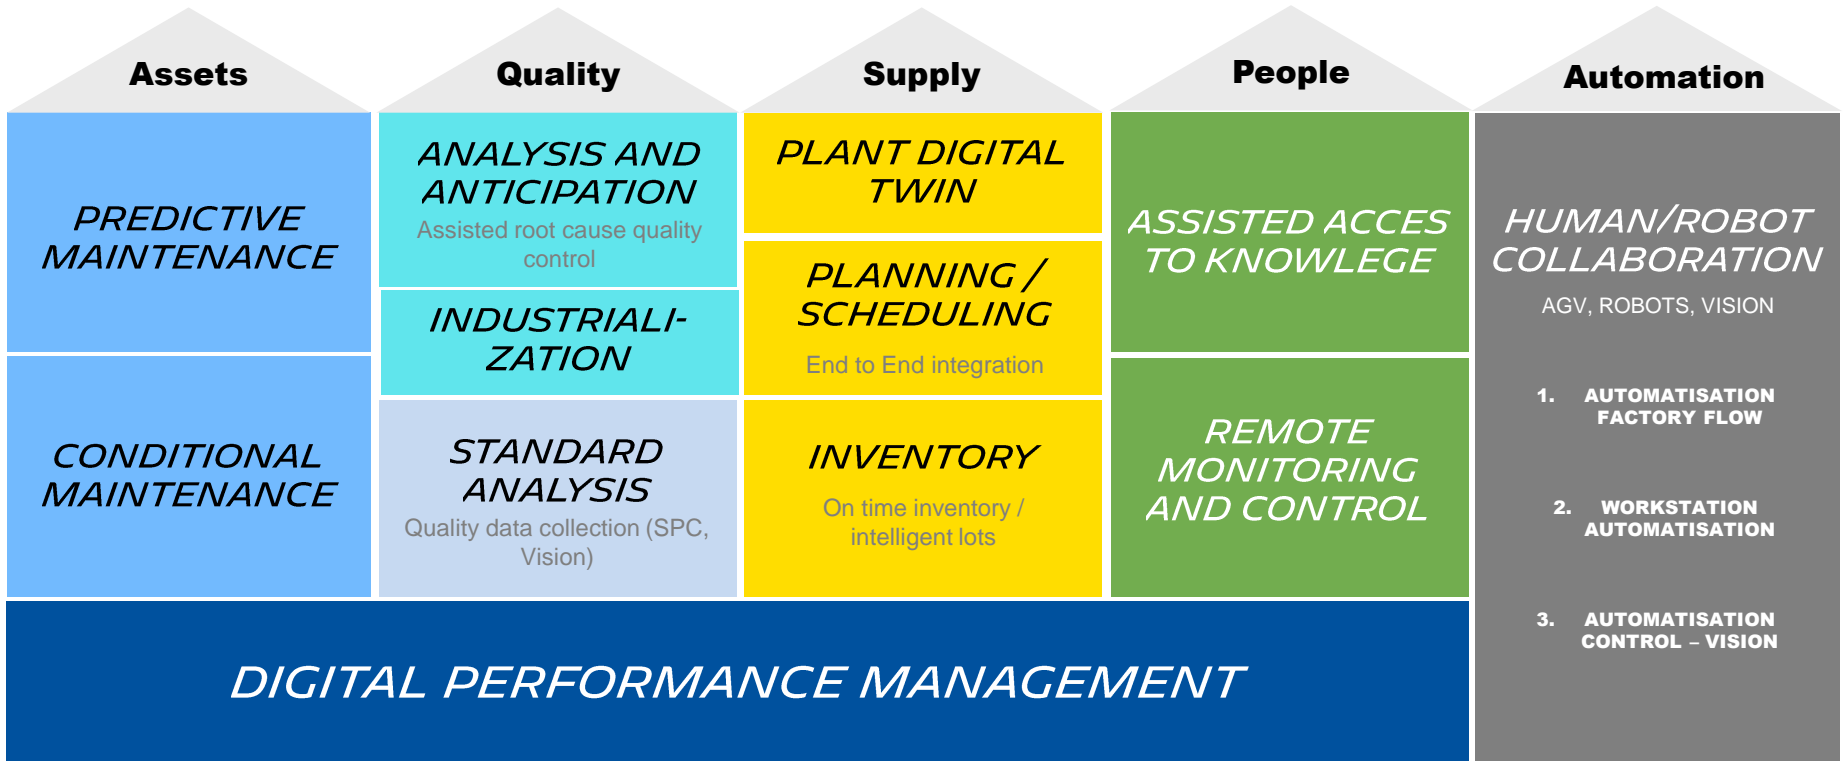 Assets
PREDICTIVE
MAINTENANCE
CONDITIONAL
MAINTENANCE
Quality
ANALYSIS AND
ANTICIPATION
Assisted root cause quality
control
INDUSTRIALI-
ZATION
STANDARD
ANALYSIS
Quality data collection (SPC,
Vision)
Supply
PLANT DIGITAL
TWIN
PLANNING /
SCHEDULING
End to End integration
INVENTORY
On time inventory /
intelligent lots
People
ASSISTED ACCES
TO KNOWLEGE
REMOTE
MONITORING
AND CONTROL
DIGITAL PERFORMANCE MANAGEMENT
Automation
HUMAN/ROBOT
COLLABORATION
AGV, ROBOTS, VISION
1. AUTOMATISATION
FACTORY FLOW
2. WORKSTATION
AUTOMATISATION
3. AUTOMATISATION
CONTROL – VISION